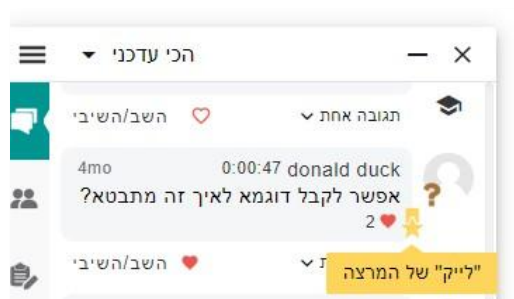 הכי עדכני
תגובה אחת השב/השיבי
donald duck 0:00:47 4mo
אפשר לקבל דוגמא לאיך זה מתבטא?
2
השב/השיבי
"לייק" של המרצה